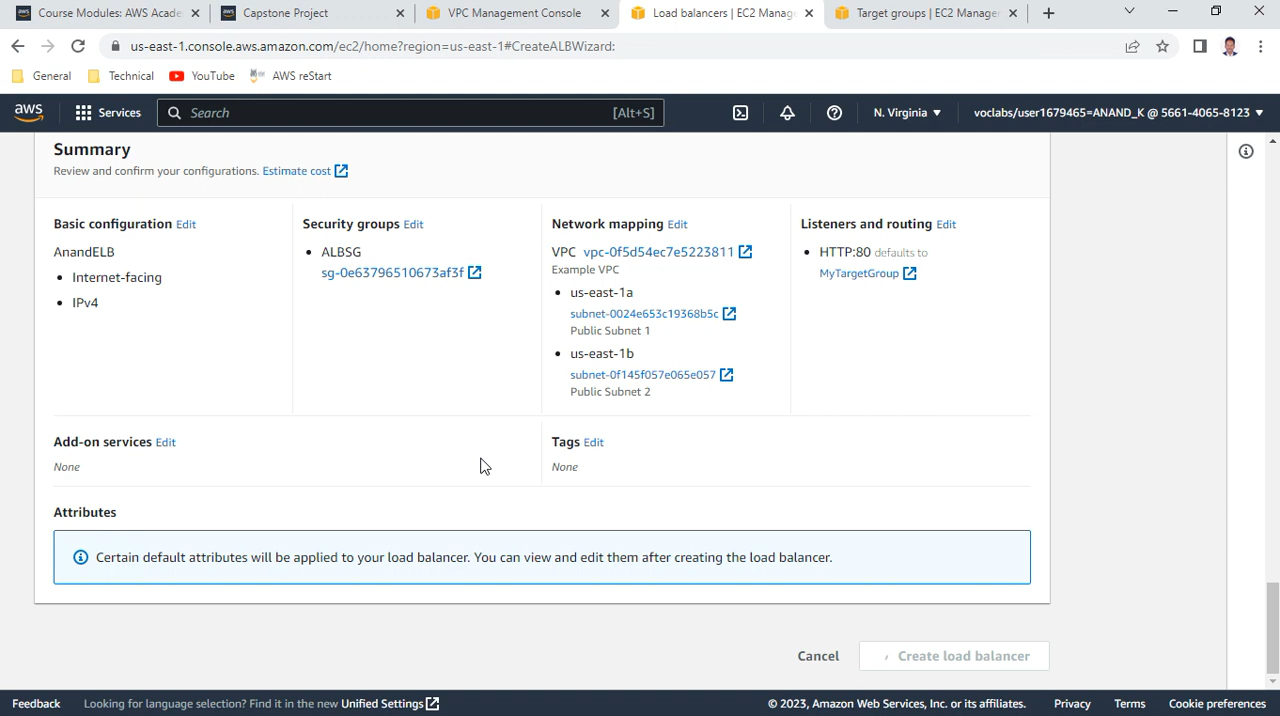 Course Modules: AWS Acade
Capstone Project
VPC Management Console
Load balancers | EC2 Manag
Target groups | EC2 Manager
us-east-1.console.aws.amazon.com/ec2/home?region=us-east-1#CreateALBWizard:
General
Technical
YouTube
AWS reStart
aws
Services
Search
[Alt+S]
N. Virginia
voclabs/user1679465=ANAND_K @ 5661-4065-8123
Summary
Review and confirm your configurations. Estimate cost
Basic configuration Edit
AnandELB
• Internet-facing
• IPv4
Security groups Edit
• ALBSG
sg-0e63796510673af3f
Network mapping Edit
VPC vpc-0f5d54ec7e5223811
Example VPC
• us-east-1a
subnet-0024e653c19368b5c
Public Subnet 1
• us-east-1b
subnet-0f145f057e065e057
Public Subnet 2
Listeners and routing Edit
• HTTP:80 defaults to
MyTargetGroup
Add-on services Edit
None
Tags Edit
None
Attributes
Certain default attributes will be applied to your load balancer. You can view and edit them after creating the load balancer.
Cancel
Create load balancer
Feedback
Looking for language selection? Find it in the new Unified Settings
© 2023, Amazon Web Services, Inc. or its affiliates.
Privacy
Terms
Cookie preferences